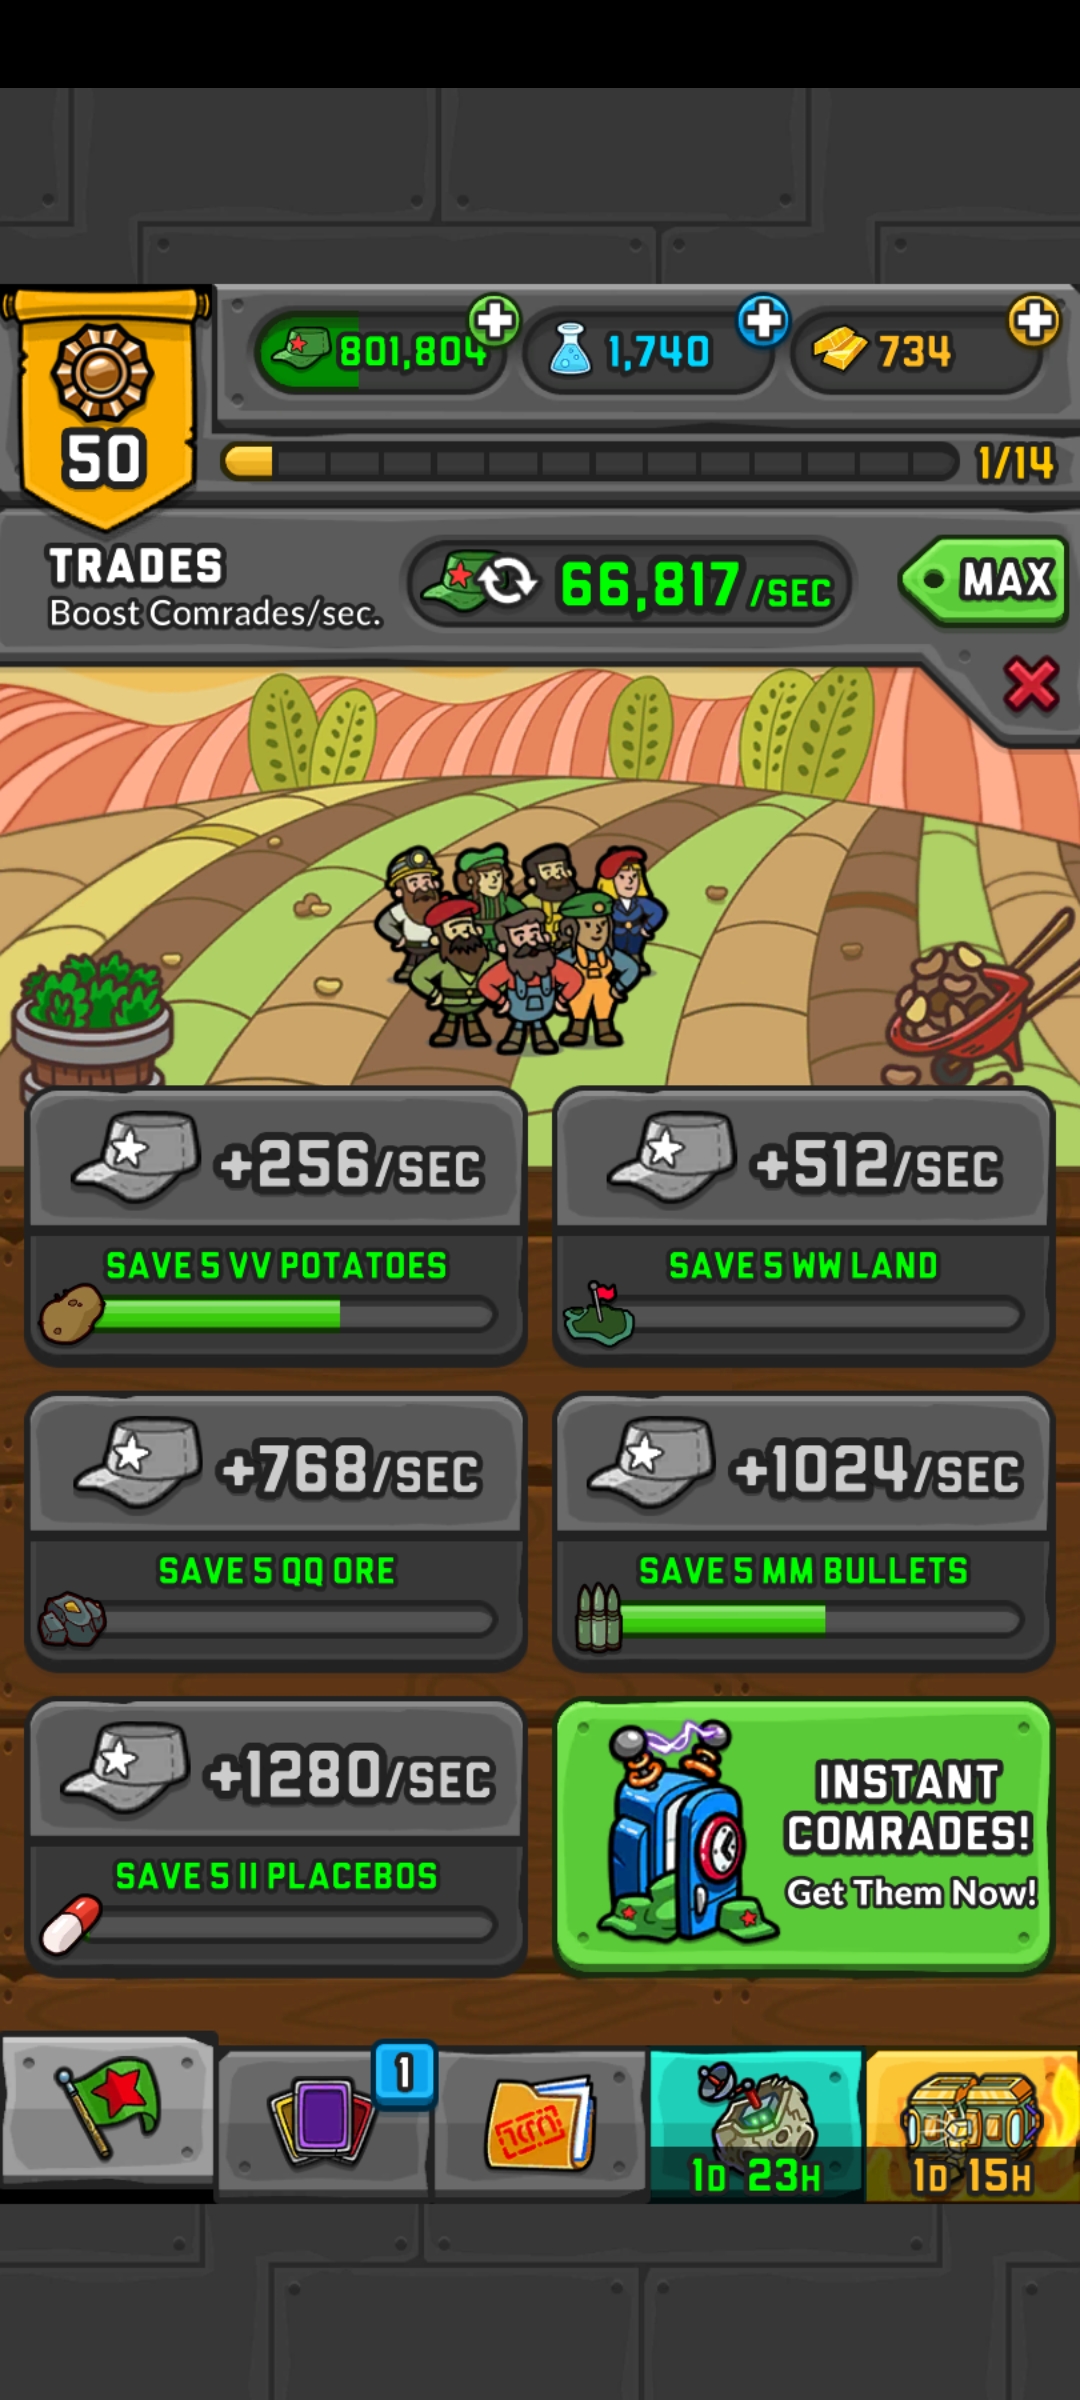 801,804
1,740
734
50
1/14
TRADES
Boost Comrades/sec.
66,817/SEC
MAX
+256/SEC
+512/SEC
SAVE 5 VV POTATOES
SAVE 5 WW LAND
+768/SEC
+1024/SEC
SAVE 5 QQ ORE
SAVE 5 MM BULLETS
+1280/SEC
INSTANT
COMRADES!
Get Them Now!
SAVE 5 II PLACEBOS
1
1D 23H
1D 15H